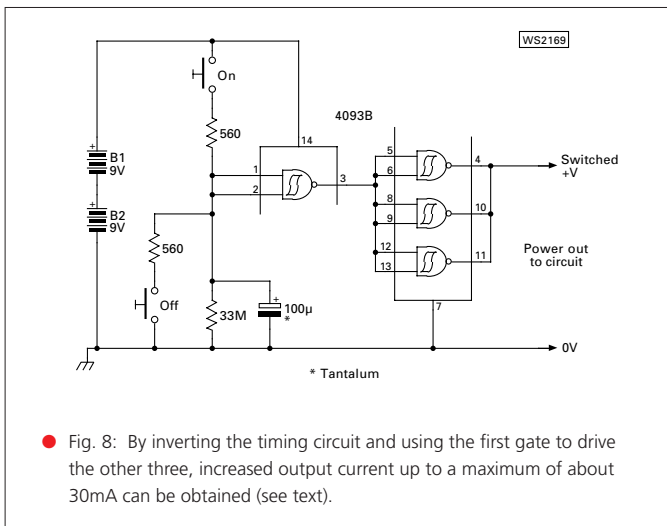 WS2169
On
4093B
560
14
B1
9V
1
2
3
5
6
4
Switched
+V
B2
9V
8
9
10
560
12
13
11
Power out
to circuit
Off
33M
+
100µ
*
7
0V
* Tantalum
Fig. 8: By inverting the timing circuit and using the first gate to drive
the other three, increased output current up to a maximum of about
30mA can be obtained (see text).